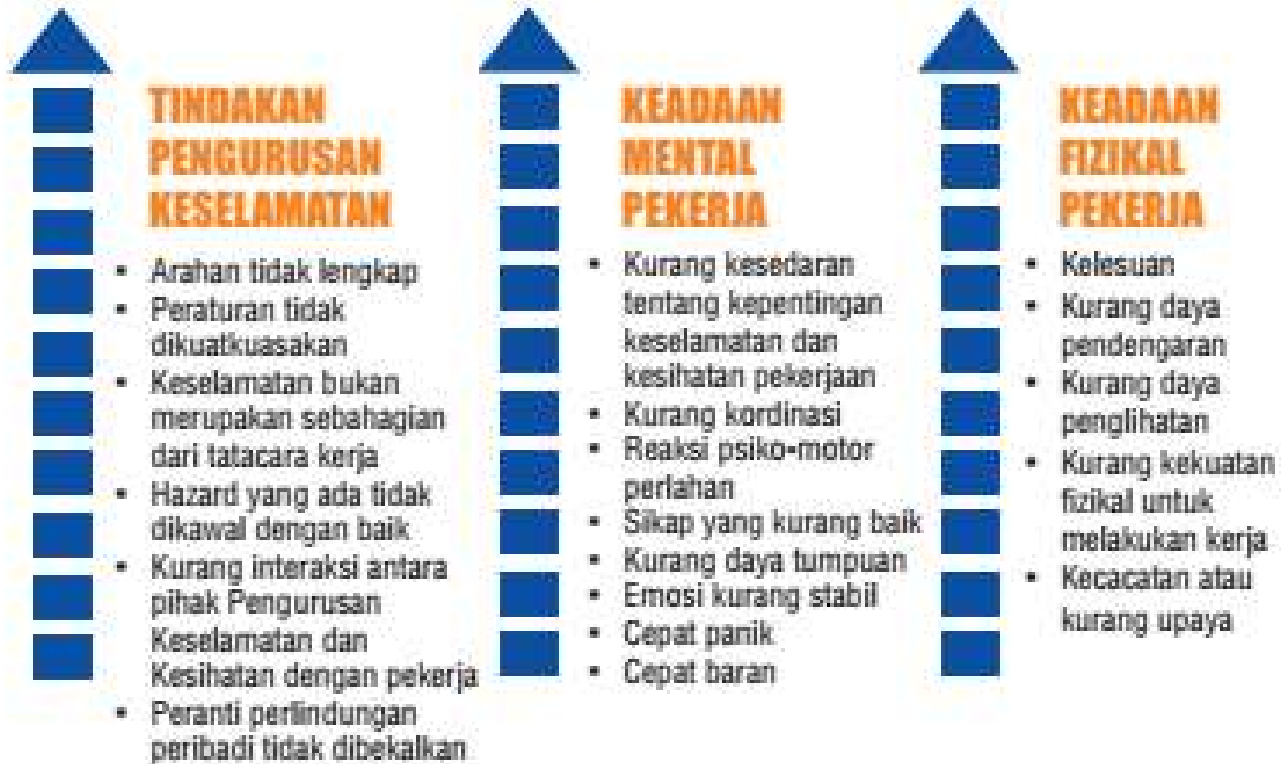 TINDAKAN
PENGURUSAN
KESELAMATAN
• Arahan tidak lengkap
• Peraturan tidak
dikuatkuasakan
• Keselamatan bukan
merupakan sebahagian
dari tatacara kerja
• Hazard yang ada tidak
dikawal dengan baik
• Kurang interaksi antara
pihak Pengurusan
Keselamatan dan
Kesihatan dengan pekerja
• Peranti perlindungan
peribadi tidak dibekalkan
KEADAAN
MENTAL
PEKERJA
• Kurang kesedaran
tentang kepentingan
keselamatan dan
kesihatan pekerjaan
• Kurang kordinasi
• Reaksi psiko-motor
perlahan
• Sikap yang kurang baik
• Kurang daya tumpuan
• Emosi kurang stabil
• Cepat panik
• Cepat baran
KEADAAN
FIZIKAL
PEKERJA
• Kelesuan
• Kurang daya
pendengaran
• Kurang daya
penglihatan
• Kurang kekuatan
fizikal untuk
melakukan kerja
• Kecacatan atau
kurang upaya